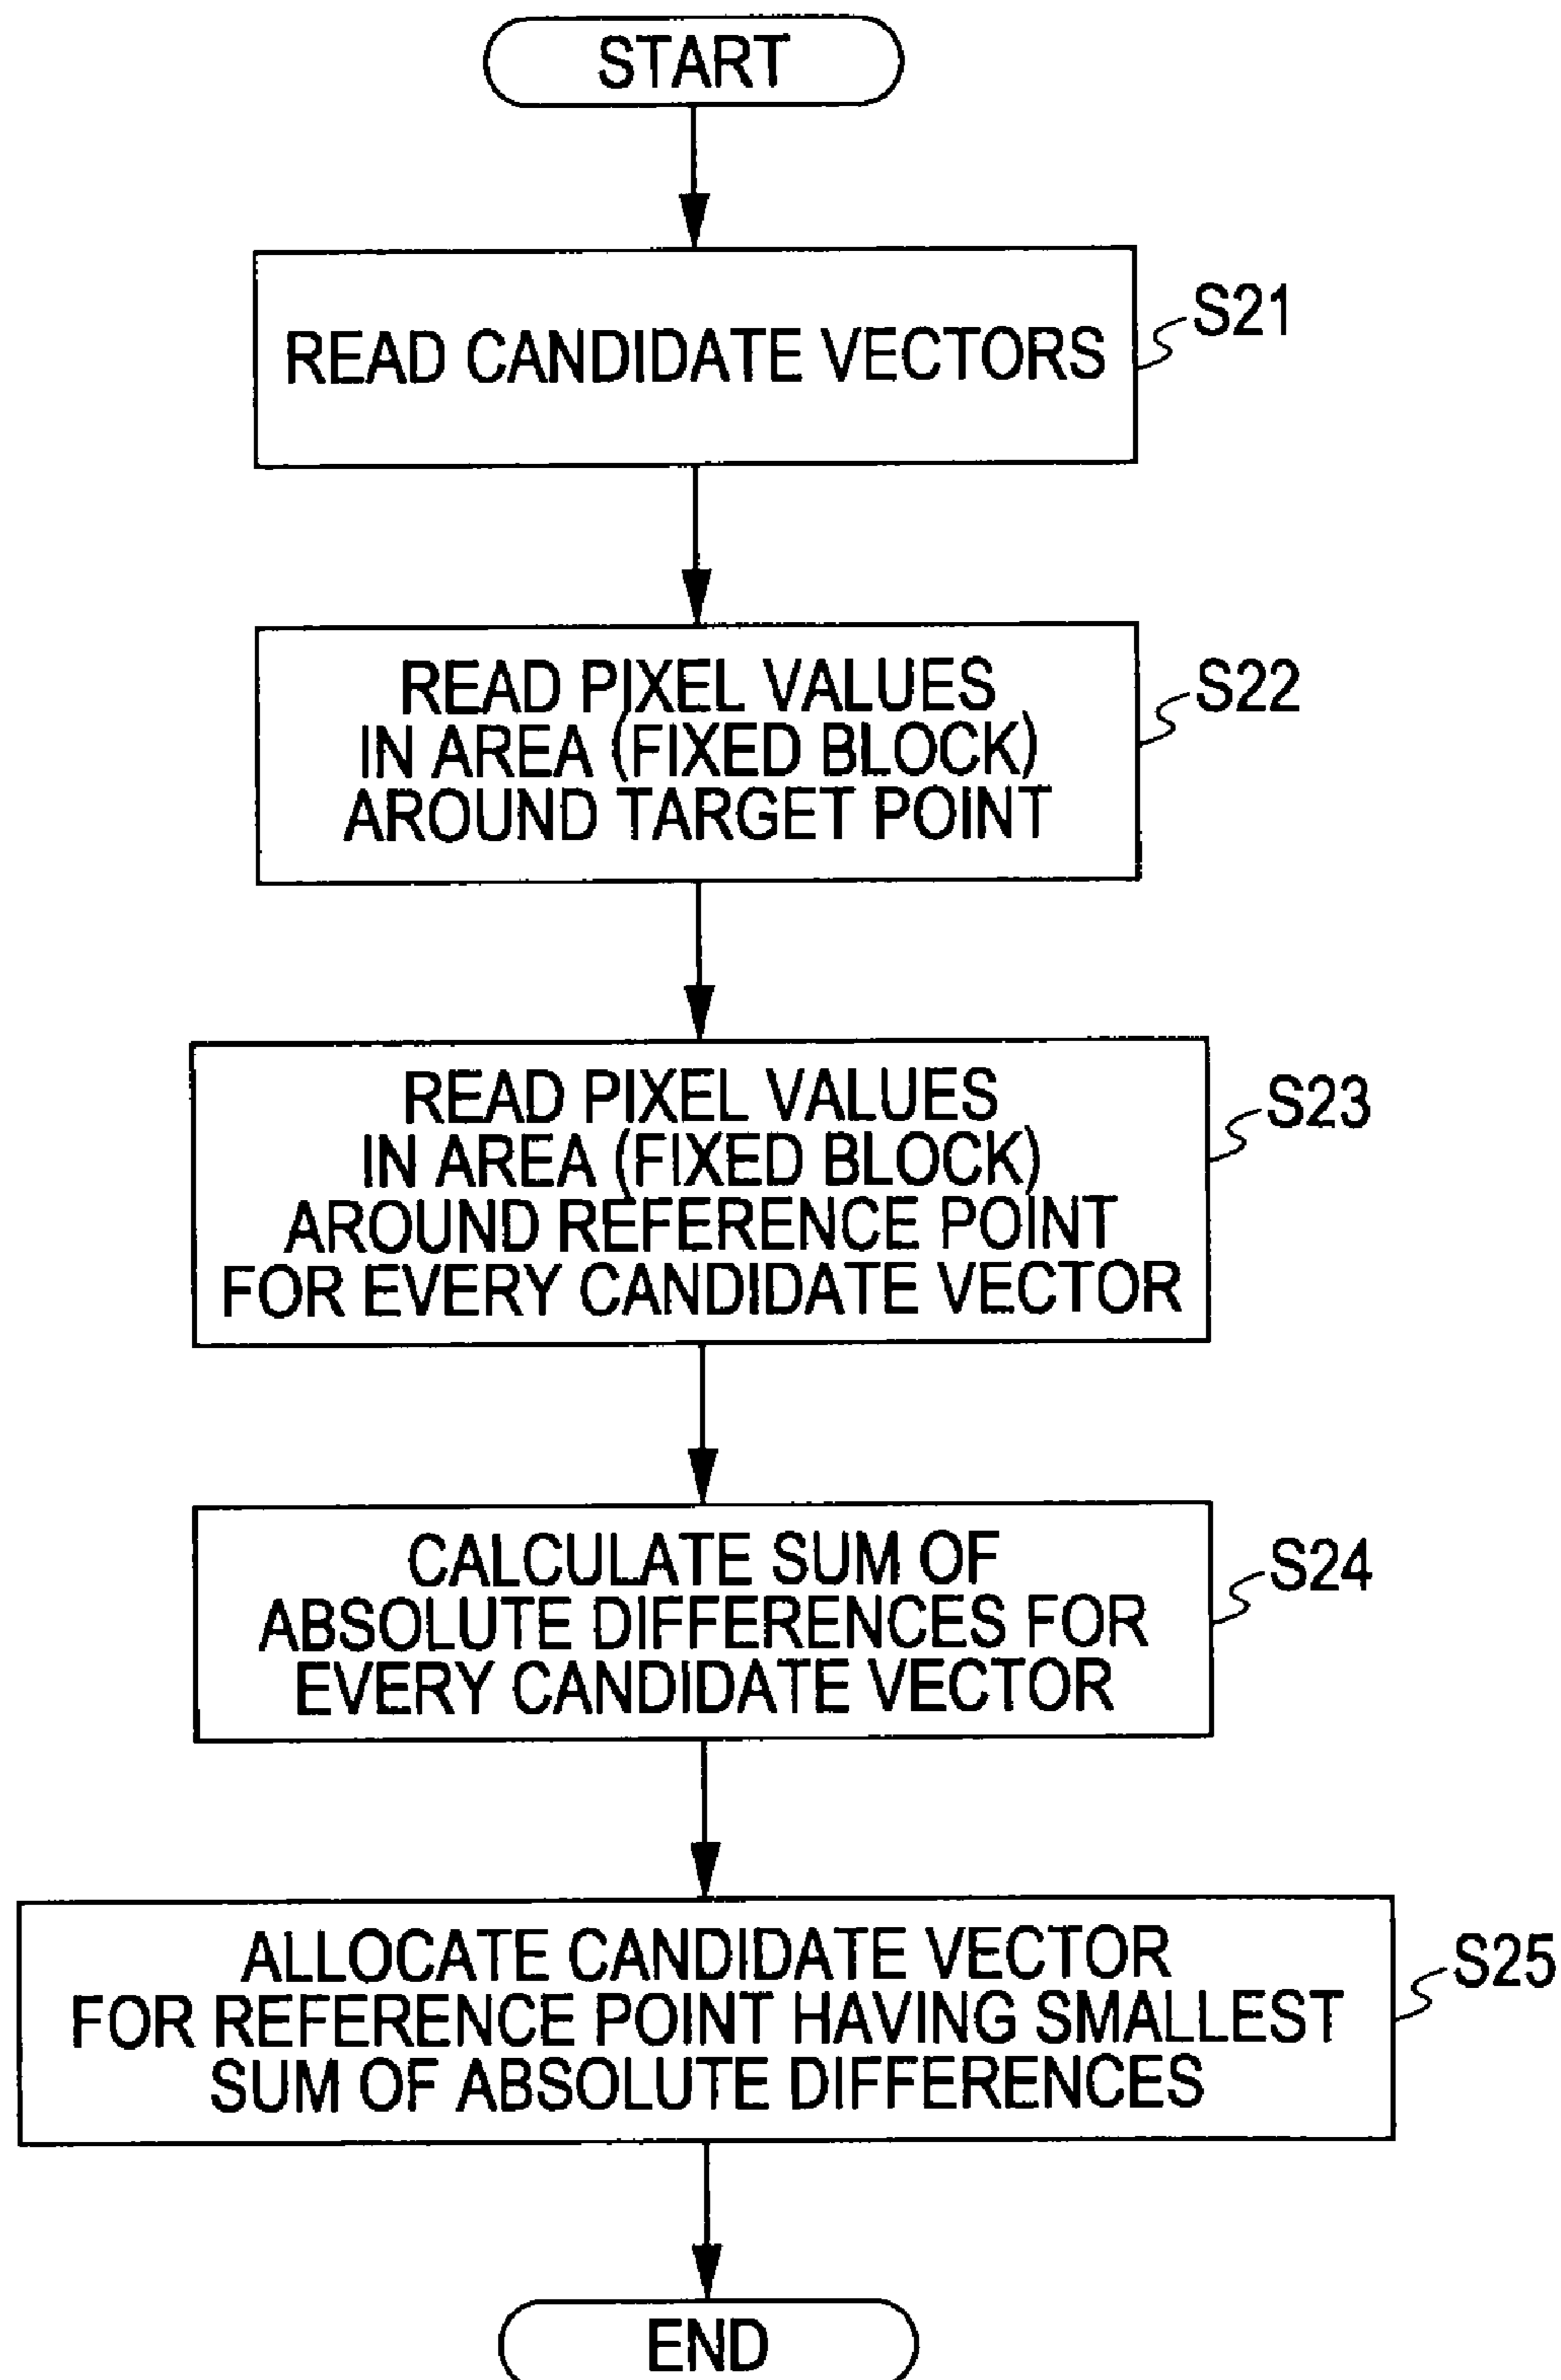 START
READ CANDIDATE VECTORS
S21
READ PIXEL VALUES
IN AREA (FIXED BLOCK)
AROUND TARGET POINT
S22
READ PIXEL VALUES
IN AREA (FIXED BLOCK)
AROUND REFERENCE POINT
FOR EVERY CANDIDATE VECTOR
S23
CALCULATE SUM OF
ABSOLUTE DIFFERENCES FOR
EVERY CANDIDATE VECTOR
S24
ALLOCATE CANDIDATE VECTOR
FOR REFERENCE POINT HAVING SMALLEST
SUM OF ABSOLUTE DIFFERENCES
S25
END